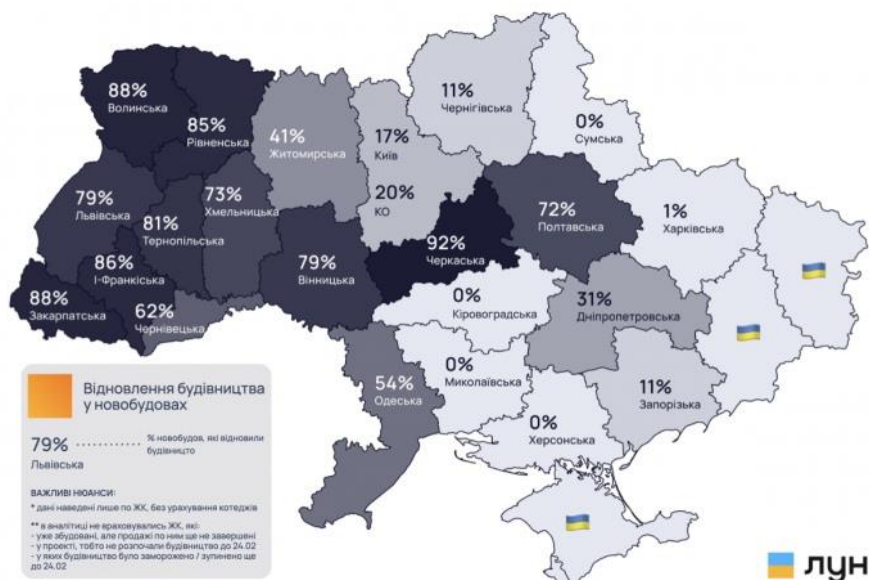 88%
Волинська
85%
Рівненська
41%
Житомирська
17%
Київ
20%
КО
11%
Чернігівська
0%
Сумська
79%
Львівська
81%
Тернопільська
73%
Хмельницька
86%
І-Франкіська
88%
Закарпатська
62%
Чернівецька
79%
Вінницька
92%
Черкаська
72%
Полтавська
1%
Харківська
0%
Кіровоградська
31%
Дніпропетровська
54%
Одеська
0%
Миколаївська
0%
Херсонська
11%
Запорізька
Відновлення будівництва
у новобудовах
79% ............... % новобудов, які відновили
будівницто
Львівська
ВАЖЛИВІ НЮАНСИ:
* дані наведені лише по ЖК, без урахування котеджів
** в аналітиці не враховувались ЖК, які:
- уже збудовані, але продажі по ним ще не завершені
- у проекті, тобто не розпочали будівництво до 24.02
- у яких будівництво було заморожено / зупинено ще
до 24.02
лун